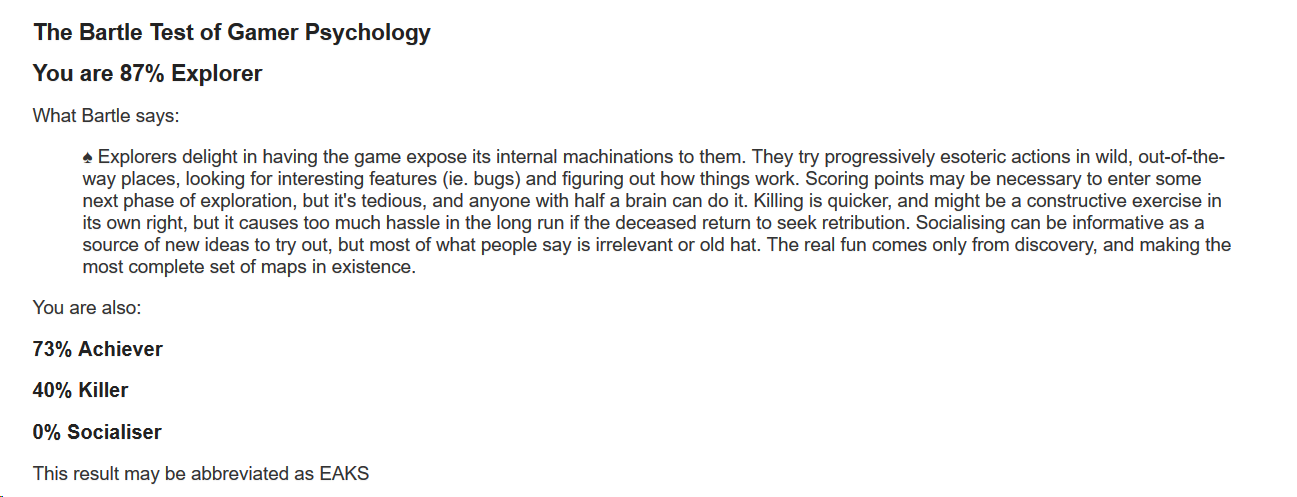 The Bartle Test of Gamer Psychology
You are 87% Explorer
What Bartle says:
♠ Explorers delight in having the game expose its internal machinations to them. They try progressively esoteric actions in wild, out-of-the-
way places, looking for interesting features (ie. bugs) and figuring out how things work. Scoring points may be necessary to enter some
next phase of exploration, but it's tedious, and anyone with half a brain can do it. Killing is quicker, and might be a constructive exercise in
its own right, but it causes too much hassle in the long run if the deceased return to seek retribution. Socialising can be informative as a
source of new ideas to try out, but most of what people say is irrelevant or old hat. The real fun comes only from discovery, and making the
most complete set of maps in existence.
You are also:
73% Achiever
40% Killer
0% Socialiser
This result may be abbreviated as EAKS